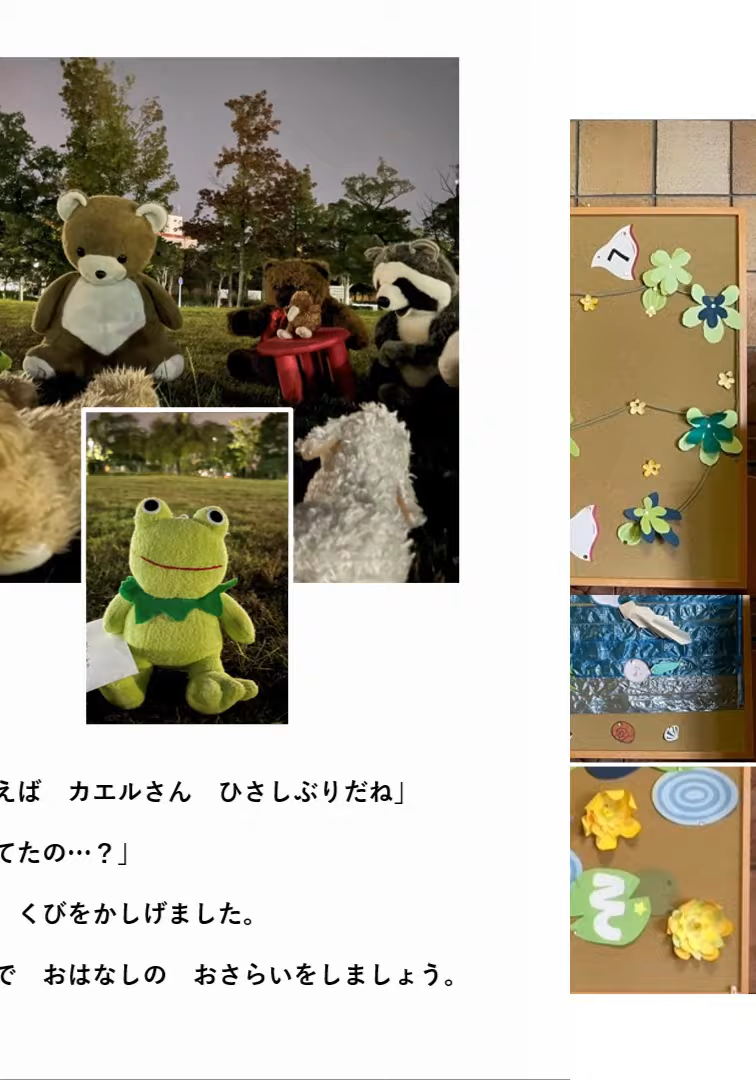 えば　カエルさん　ひさしぶりだね」
てたの…？」
くびをかしげました。
で　おはなしの　おさらいをしましょう。
7